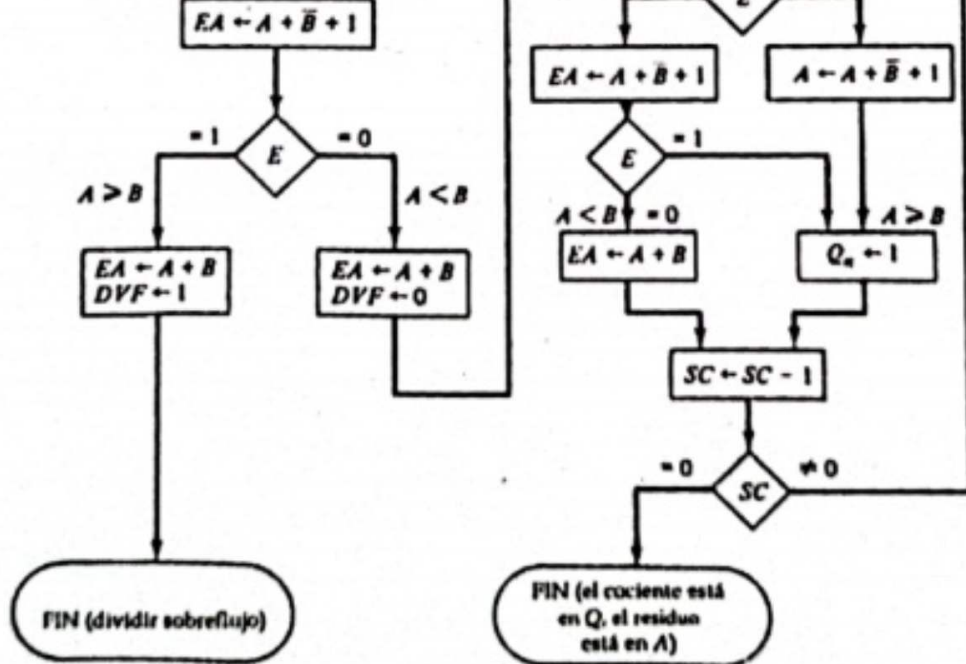 EA ← A + B̅ + 1
= 1
= 0
E
A ≥ B
A < B
EA ← A + B
DVF ← 1
EA ← A + B
DVF ← 0
FIN (dividir sobreflujo)
E
EA ← A + B̅ + 1
A ← A + B̅ + 1
E
= 1
A < B
= 0
A ≥ B
EA ← A + B
Qₙ ← 1
SC ← SC - 1
= 0
≠ 0
SC
FIN (el cociente está
en Q, el residuo
está en A)